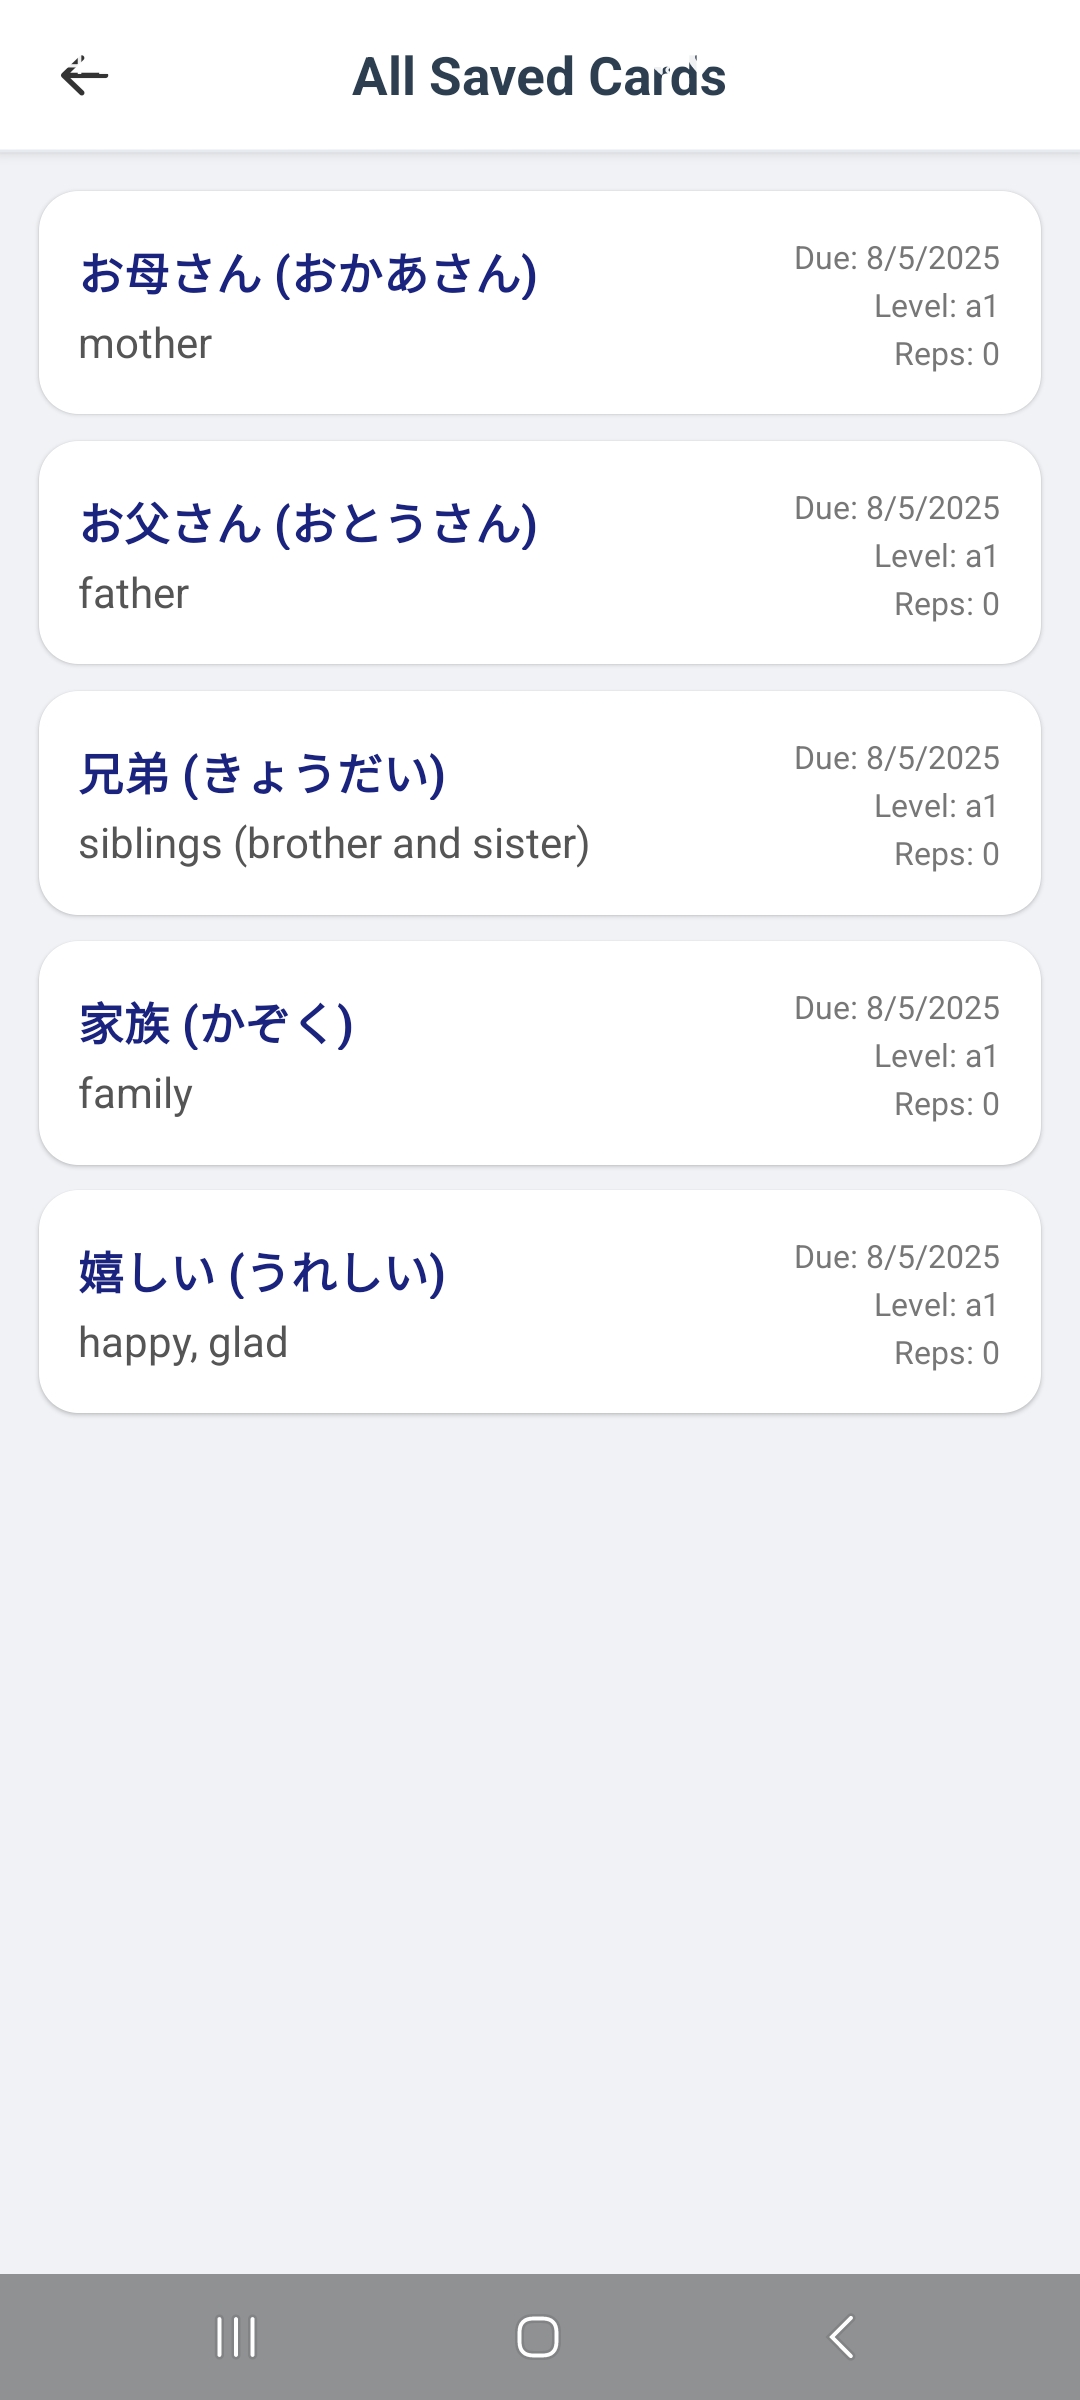 All Saved Cards
お母さん (おかあさん)
mother
Due: 8/5/2025
Level: a1
Reps: 0
お父さん (おとうさん)
father
Due: 8/5/2025
Level: a1
Reps: 0
兄弟 (きょうだい)
siblings (brother and sister)
Due: 8/5/2025
Level: a1
Reps: 0
家族 (かぞく)
family
Due: 8/5/2025
Level: a1
Reps: 0
嬉しい (うれしい)
happy, glad
Due: 8/5/2025
Level: a1
Reps: 0